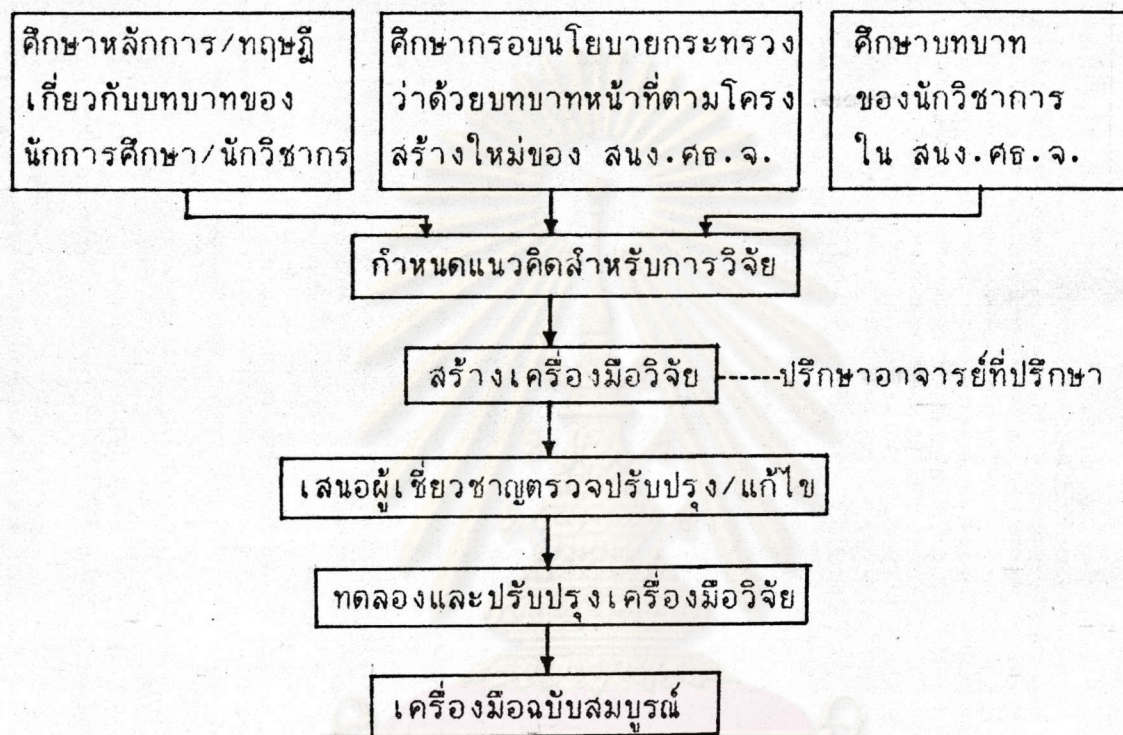 ศึกษาหลักการ/ทฤษฎี
เกี่ยวกับบทบาทของ
นักการศึกษา/นักวิชากร
ศึกษากรอบนโยบายกระทรวง
ว่าด้วยบทบาทหน้าที่ตามโครง
สร้างใหม่ของ สนง.ศธ.จ.
ศึกษาบทบาท
ของนักวิชาการ
ใน สนง.ศธ.จ.
กำหนดแนวคิดสำหรับการวิจัย
สร้างเครื่องมือวิจัย ------ปรึกษาอาจารย์ที่ปรึกษา
เสนอผู้เชี่ยวชาญตรวจปรับปรุง/แก้ไข
ทดลองและปรับปรุงเครื่องมือวิจัย
เครื่องมือฉบับสมบูรณ์